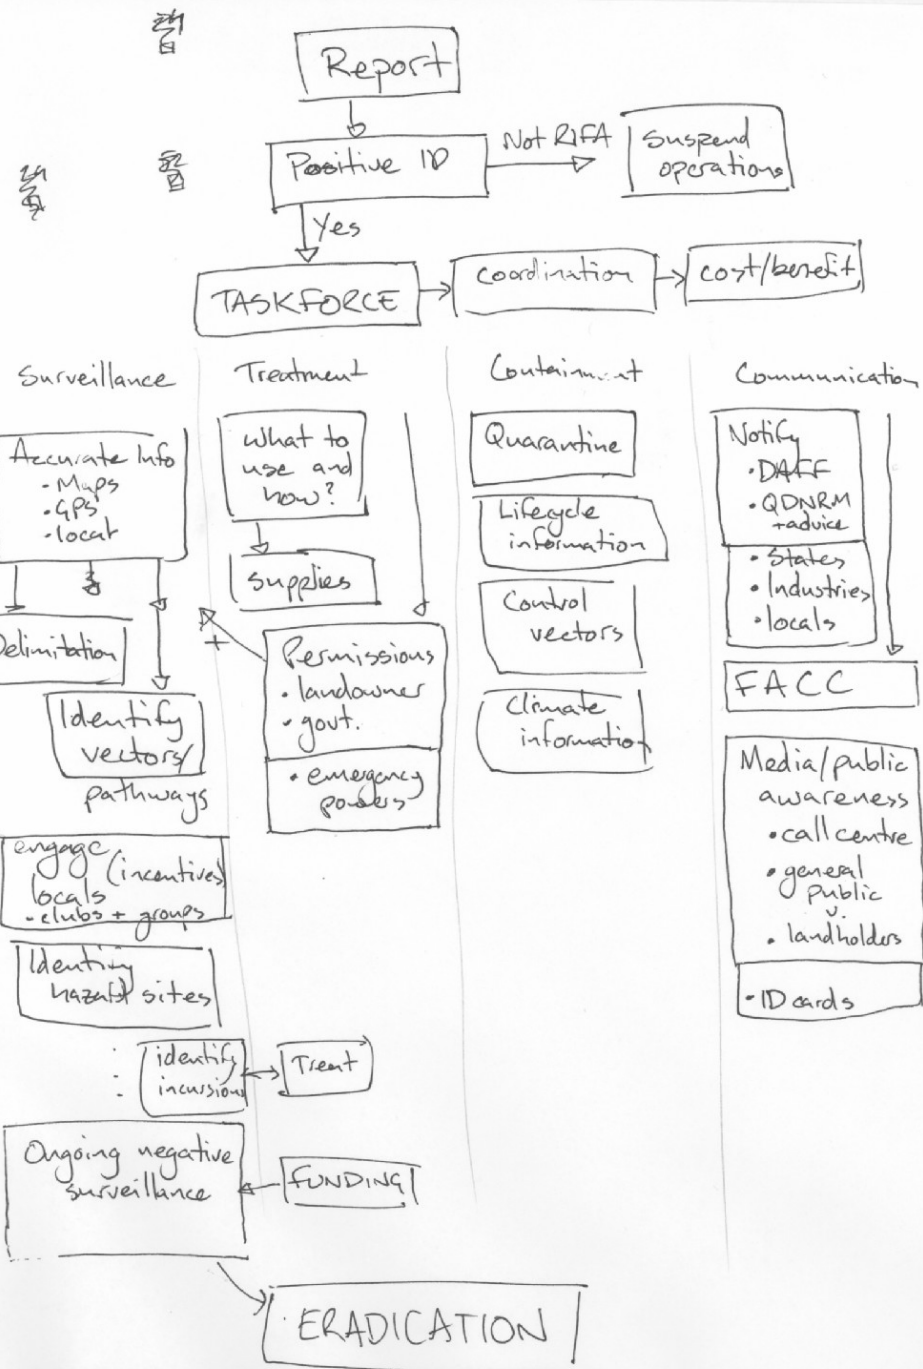 Report
Positive ID
Not RIFA
Suspend
operations
Yes
TASKFORCE
Coordination
cost/benefit
Surveillance
Treatment
Containment
Communication
Accurate Info
• Maps
• GPS
• locat
Delimitation
Identify
vectors/
pathways
engage (incentives)
locals
- clubs + groups
Identify
hazard sites
identify
incursion
Ongoing negative
surveillance
What to
use and
how?
Supplies
+
Permissions
• landowner
• govt.
• emergency
powers
Treat
FUNDING
Quarantine
Lifecycle
information
Control
vectors
Climate
information
Notify
• DAFF
• QDNRM
+advice
• States
• Industries
• locals
FACC
Media/public
awareness
• call centre
• general
public
v.
• landholders
• ID cards
ERADICATION